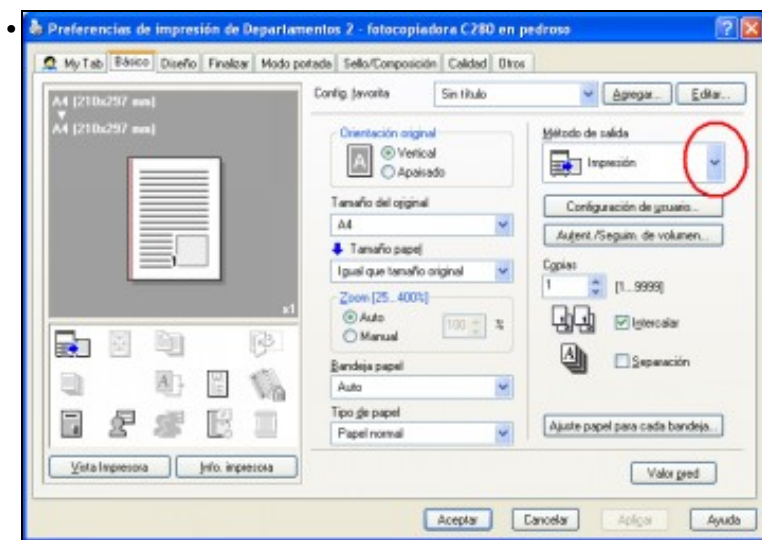 Preferencias de impresión de Departamentos 2 - fotocopiadora C280 en pedroso
My Tab Básico Diseño Finalizar Modo portada Sello/Composición Calidad Otros
A4 [210x297 mm]
A4 [210x297 mm]
x1
Vista Impresora
Info. impresora
Config. favorita
Sin título
Agregar...
Editar...
Orientación original
A
Vertical
Apaisado
Tamaño del original
A4
Tamaño papel
Igual que tamaño original
Zoom [25...400%]
Auto
Manual
100
%
Bandeja papel
Auto
Tipo de papel
Papel normal
Método de salida
Impresión
Configuración de usuario...
Autent./Seguim. de volumen...
Copias
1
[1...9999]
Intercalar
Separación
Ajuste papel para cada bandeja...
Valor pred
Aceptar
Cancelar
Aplicar
Ayuda